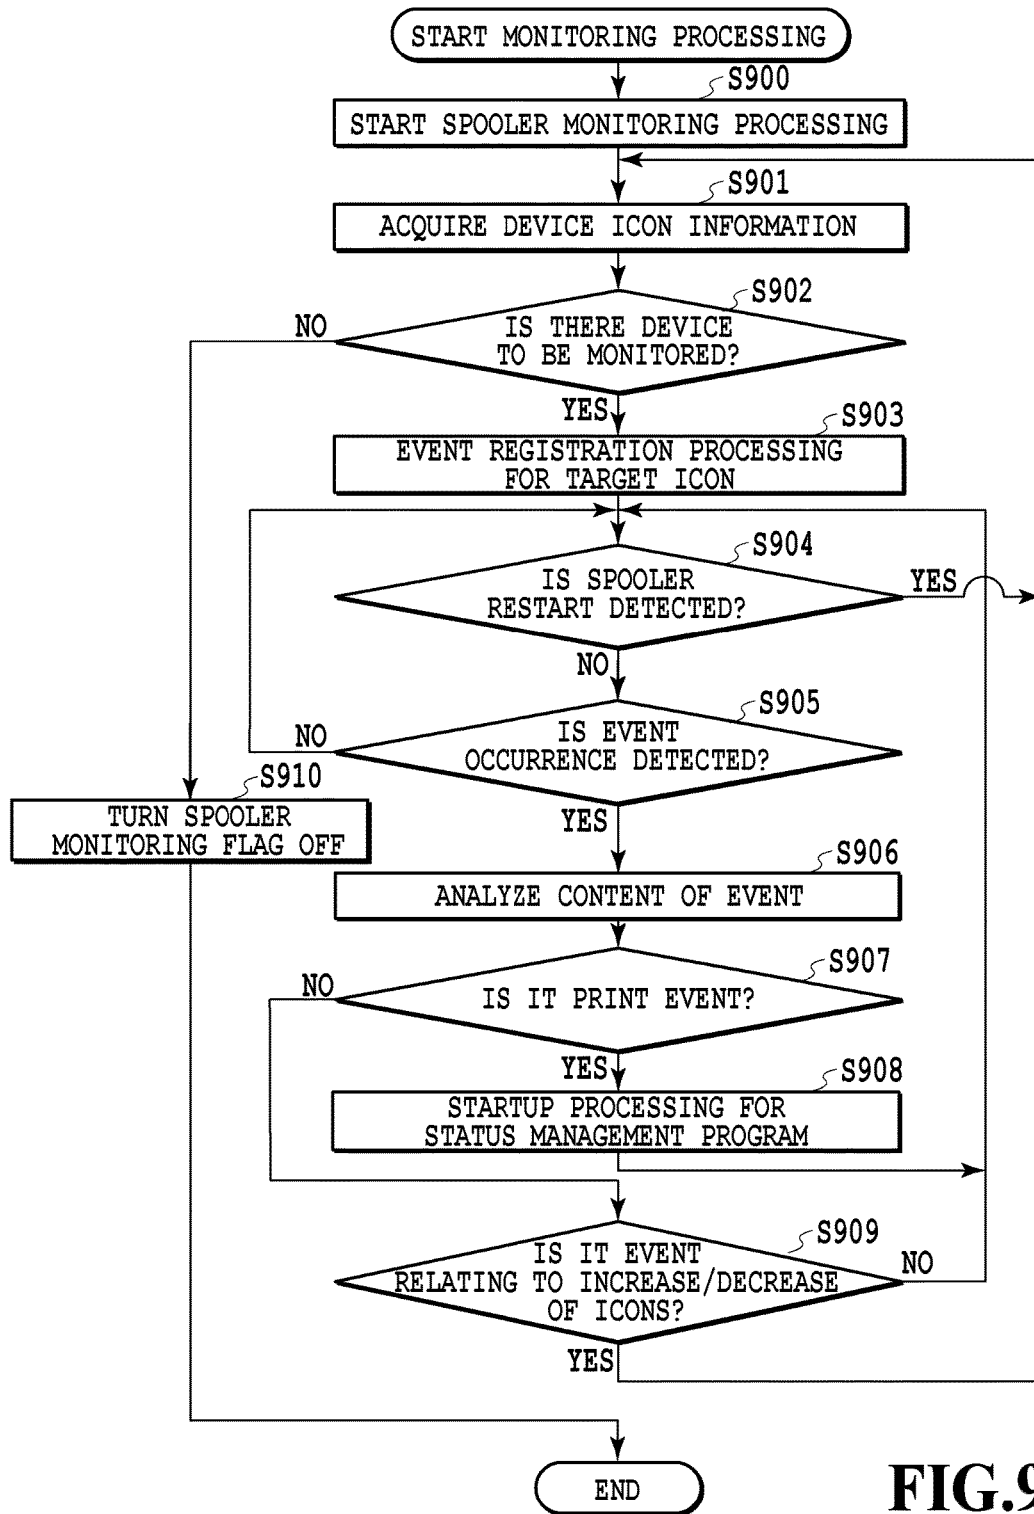 START MONITORING PROCESSING
S900
START SPOOLER MONITORING PROCESSING
S901
ACQUIRE DEVICE ICON INFORMATION
S902
NO
IS THERE DEVICE
TO BE MONITORED?
YES
S903
EVENT REGISTRATION PROCESSING
FOR TARGET ICON
S904
IS SPOOLER
RESTART DETECTED?
YES
NO
S905
NO
IS EVENT
OCCURRENCE DETECTED?
YES
S910
TURN SPOOLER
MONITORING FLAG OFF
S906
ANALYZE CONTENT OF EVENT
S907
NO
IS IT PRINT EVENT?
YES
S908
STARTUP PROCESSING FOR
STATUS MANAGEMENT PROGRAM
S909
IS IT EVENT
RELATING TO INCREASE/DECREASE
OF ICONS?
NO
YES
END
FIG.9